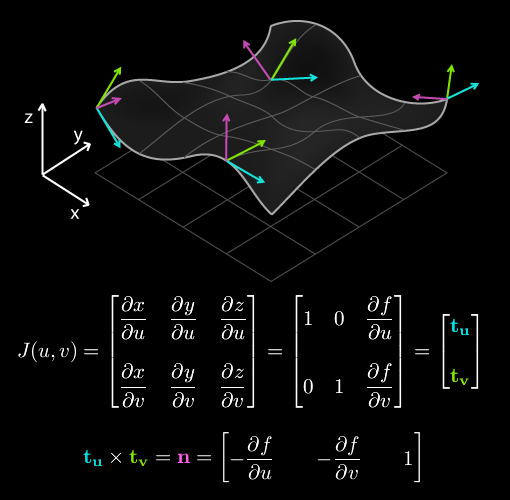 z
y
x
J(u, v) = [∂x/∂u ∂y/∂u ∂z/∂u; ∂x/∂v ∂y/∂v ∂z/∂v] = [1 0 ∂f/∂u; 0 1 ∂f/∂v] = [t_u; t_v]
t_u × t_v = n = [−∂f/∂u −∂f/∂v 1]